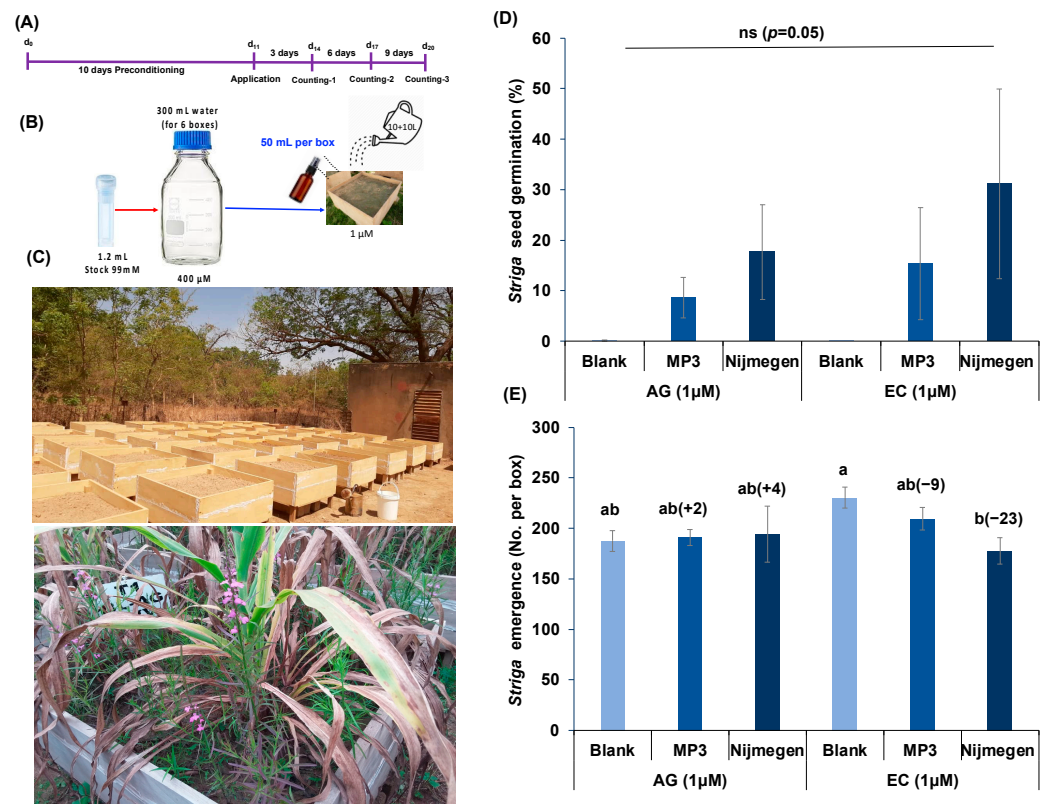 (A)
d₀
d₁₁
3 days
d₁₄
6 days
d₁₇
9 days
d₂₀
10 days Preconditioning
Application
Counting-1
Counting-2
Counting-3
(B)
300 mL water
(for 6 boxes)
10+10L
50 mL per box
1 µM
1.2 mL
Stock 99mM
400 µM
(C)
(D)
ns (p=0.05)
Striga seed germination (%)
60
50
40
30
20
10
0
Blank
MP3
Nijmegen
Blank
MP3
Nijmegen
AG (1µM)
EC (1µM)
(E)
Striga emergence (No. per box)
300
250
200
150
100
50
0
ab
ab(+2)
ab(+4)
a
ab(−9)
b(−23)
Blank
MP3
Nijmegen
Blank
MP3
Nijmegen
AG (1µM)
EC (1µM)